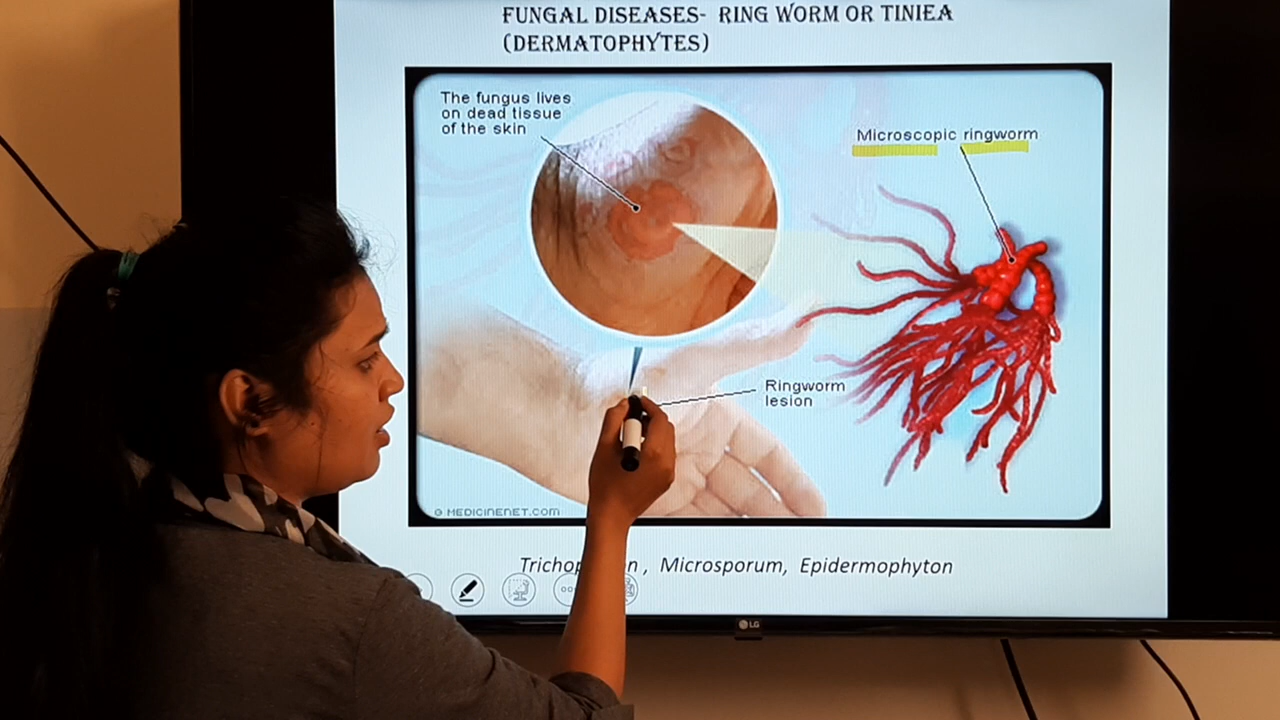 FUNGAL DISEASES- RING WORM OR TINIEA
(DERMATOPHYTES)
The fungus lives
on dead tissue
of the skin
Microscopic ringworm
Ringworm
lesion
© MEDICINENET.COM
, Microsporum, Epidermophyton
LG